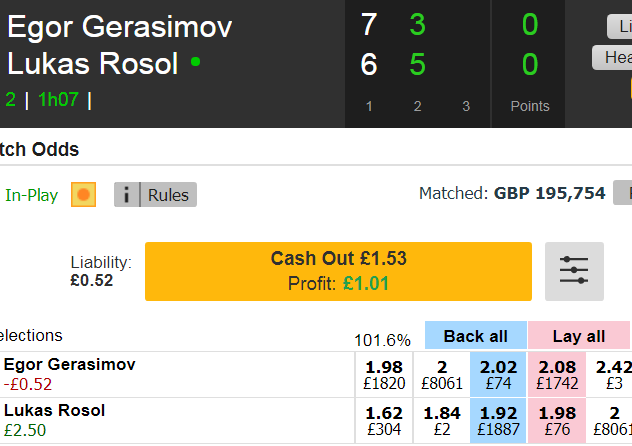 Egor Gerasimov 7 3 0
Lukas Rosol 6 5 0
2 | 1h07 |
1 2 3 Points
Li
Hea
tch Odds
In-Play
i Rules
Matched: GBP 195,754
Liability:
£0.52
Cash Out £1.53
Profit: £1.01
elections 101.6% Back all Lay all
Egor Gerasimov 1.98 2 2.02 2.08 2.42
-£0.52 £1820 £8061 £74 £1742 £3
Lukas Rosol 1.62 1.84 1.92 1.98 2
£2.50 £304 £2 £1887 £76 £8061